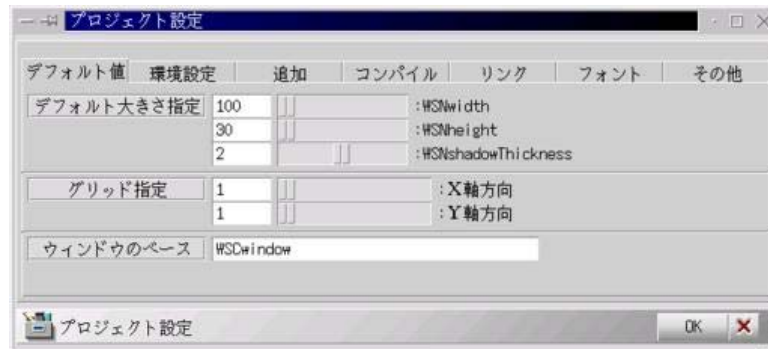 プロジェクト設定
デフォルト値 環境設定 追加 コンパイル リンク フォント その他
デフォルト大きさ指定 100 :WSNwidth
30 :WSNheight
2 :WSNshadowThickness
グリッド指定 1 :X軸方向
1 :Y軸方向
ウィンドウのベース WSCwindow
プロジェクト設定 OK